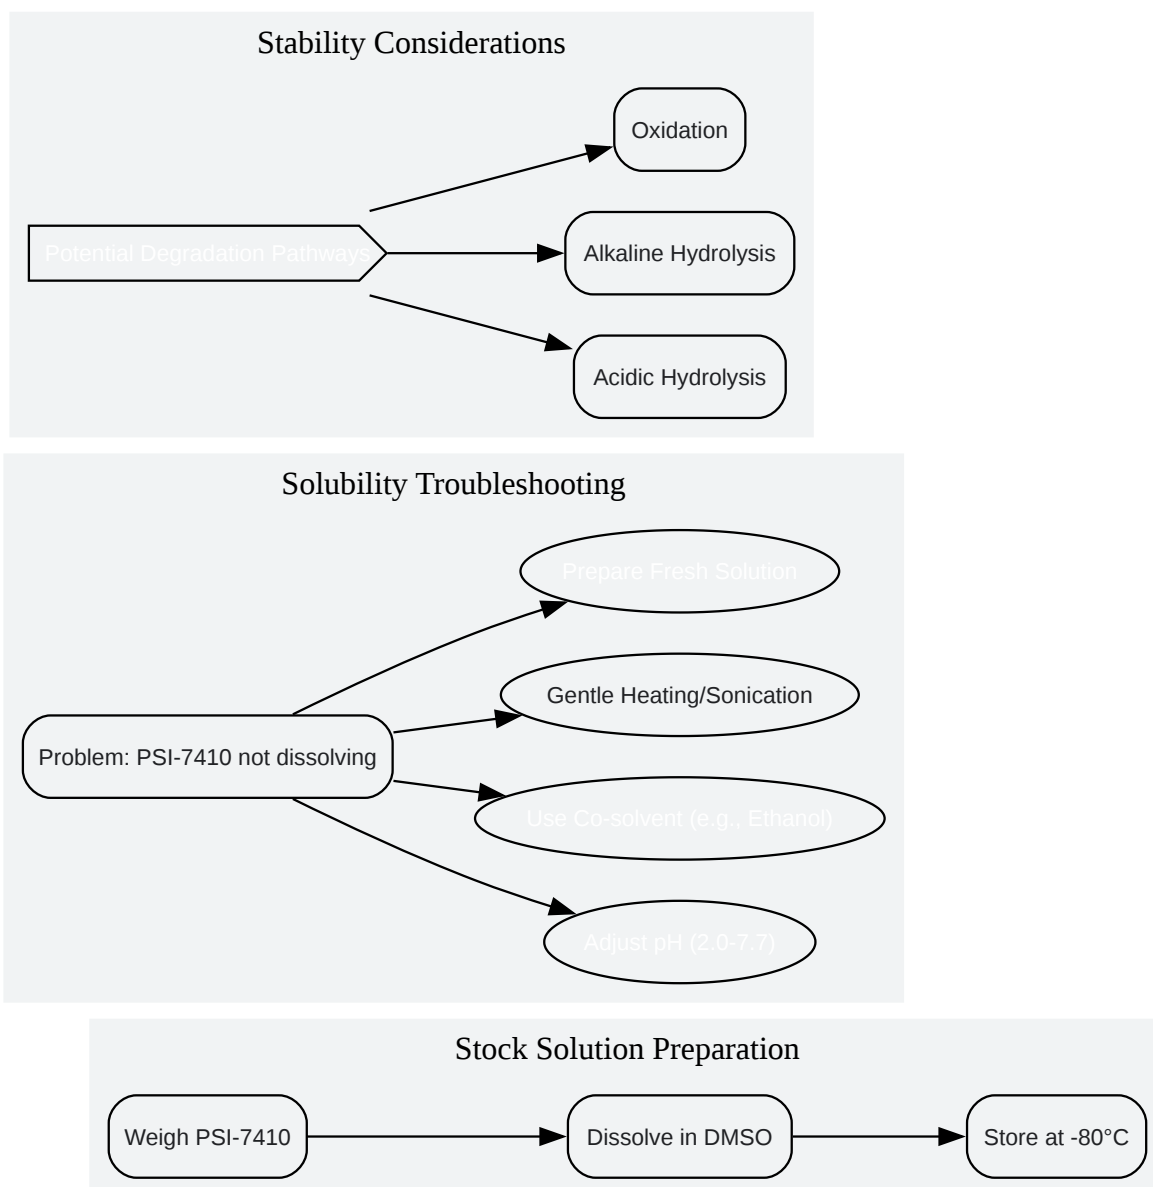 Stability Considerations
Oxidation
Potential Degradation Pathways
Alkaline Hydrolysis
Acidic Hydrolysis
Solubility Troubleshooting
Prepare Fresh Solution
Gentle Heating/Sonication
Problem: PSI-7410 not dissolving
Use Co-solvent (e.g., Ethanol)
Adjust pH (2.0-7.7)
Stock Solution Preparation
Weigh PSI-7410
Dissolve in DMSO
Store at -80°C